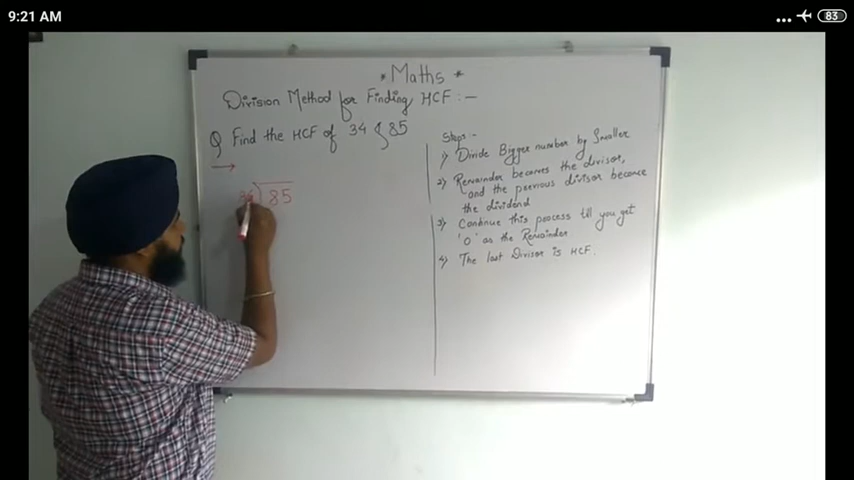 9:21 AM
83
* Maths *
Division Method for Finding HCF :-
Q Find the HCF of 34 & 85
34 ) 85
Steps :-
1) Divide Bigger number by Smaller
2) Remainder becomes the divisor,
and the previous divisor become
the dividend
3) Continue this process till you get
'0' as the Remainder
4) The last Divisor is HCF.